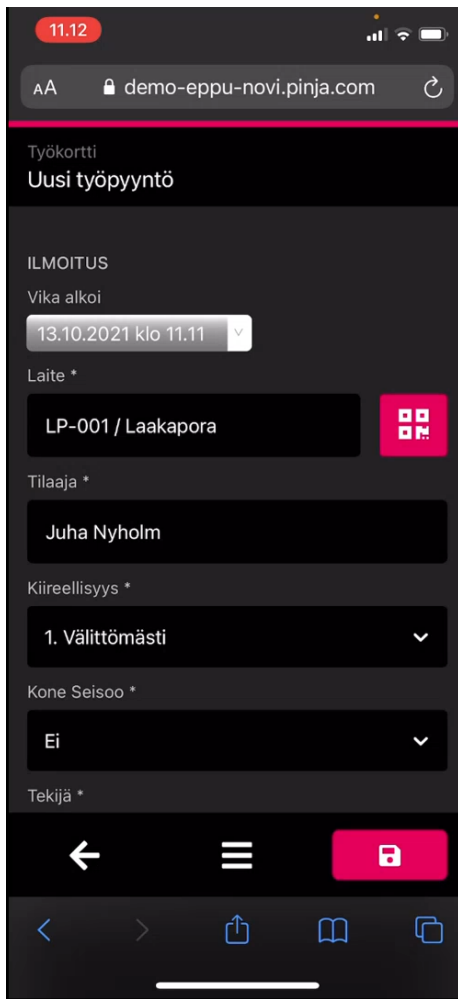 11.12
AA demo-eppu-novi.pinja.com
Työkortti
Uusi työpyyntö
ILMOITUS
Vika alkoi
13.10.2021 klo 11.11
Laite *
LP-001 / Laakapora
Tilaaja *
Juha Nyholm
Kiireellisyys *
1. Välittömästi
Kone Seisoo *
Ei
Tekijä *